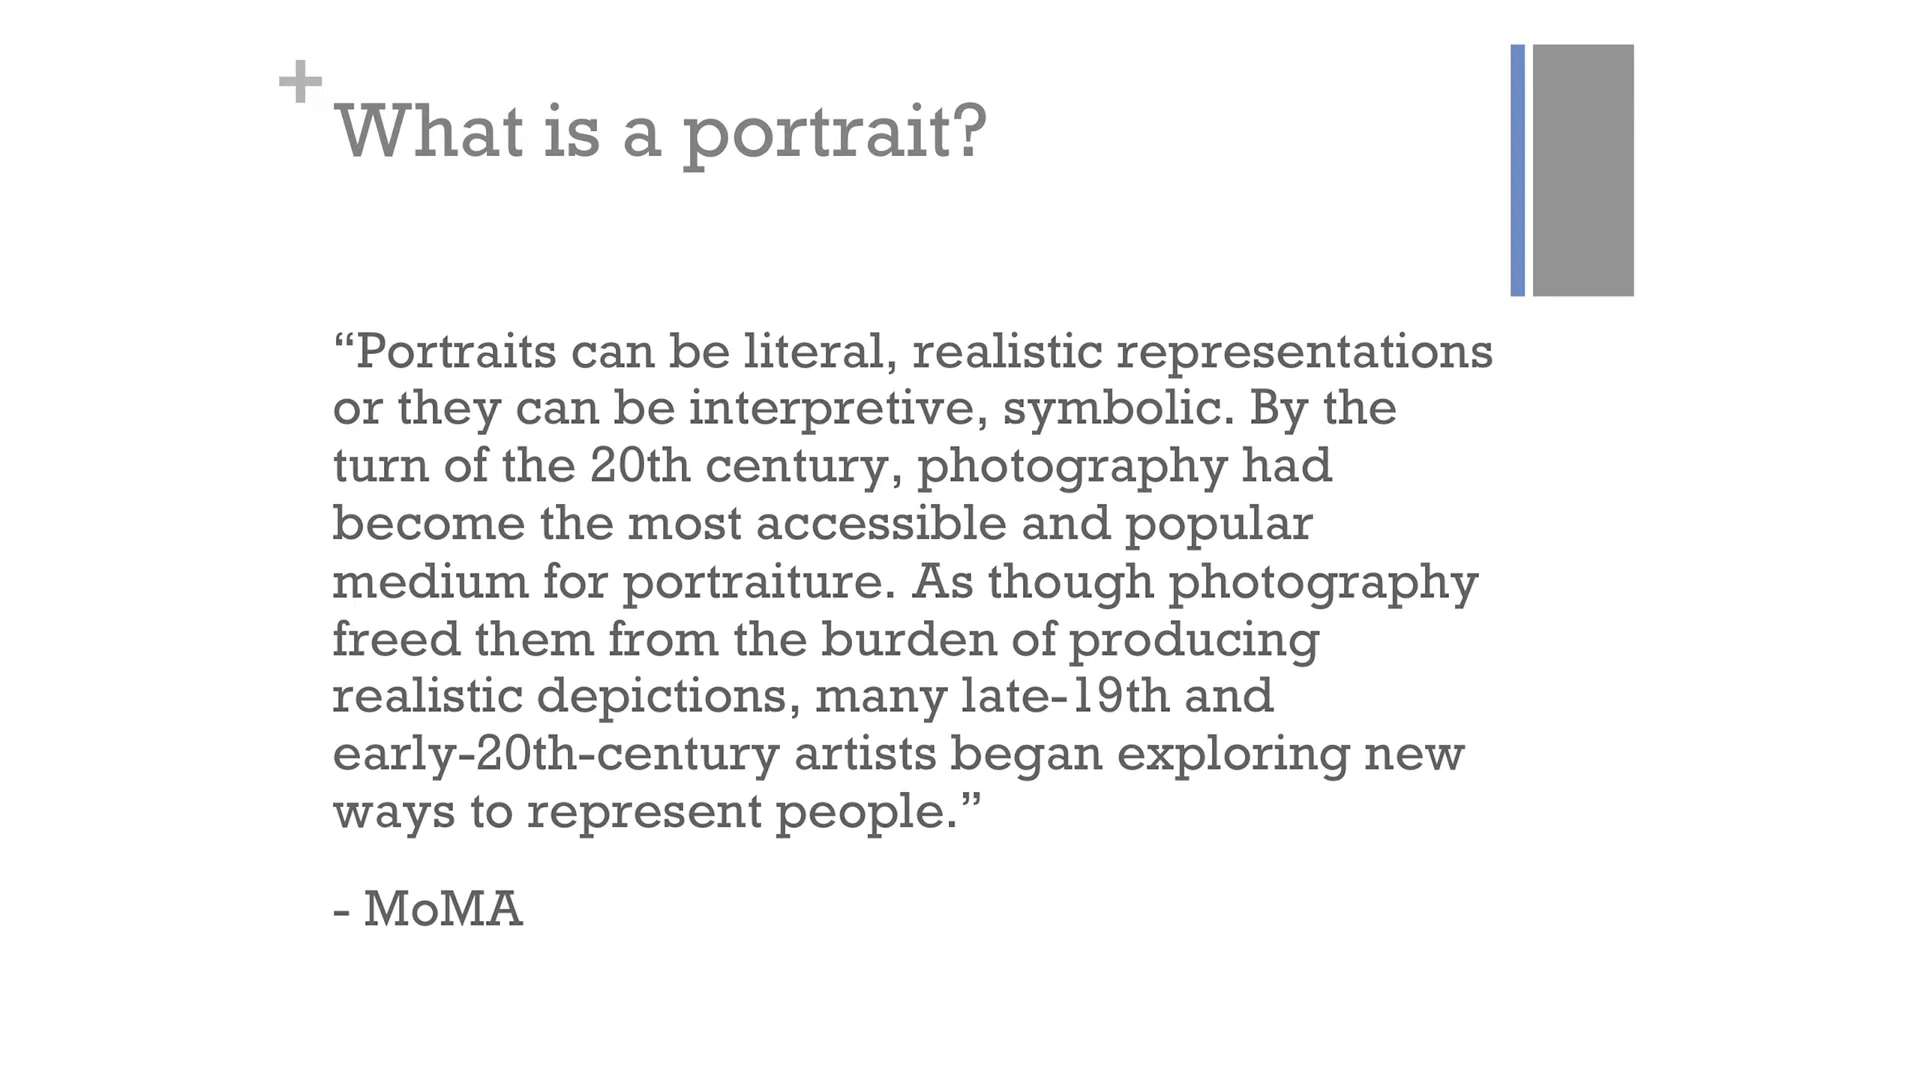 +
What is a portrait?
“Portraits can be literal, realistic representations
or they can be interpretive, symbolic. By the
turn of the 20th century, photography had
become the most accessible and popular
medium for portraiture. As though photography
freed them from the burden of producing
realistic depictions, many late-19th and
early-20th-century artists began exploring new
ways to represent people.”
- MoMA